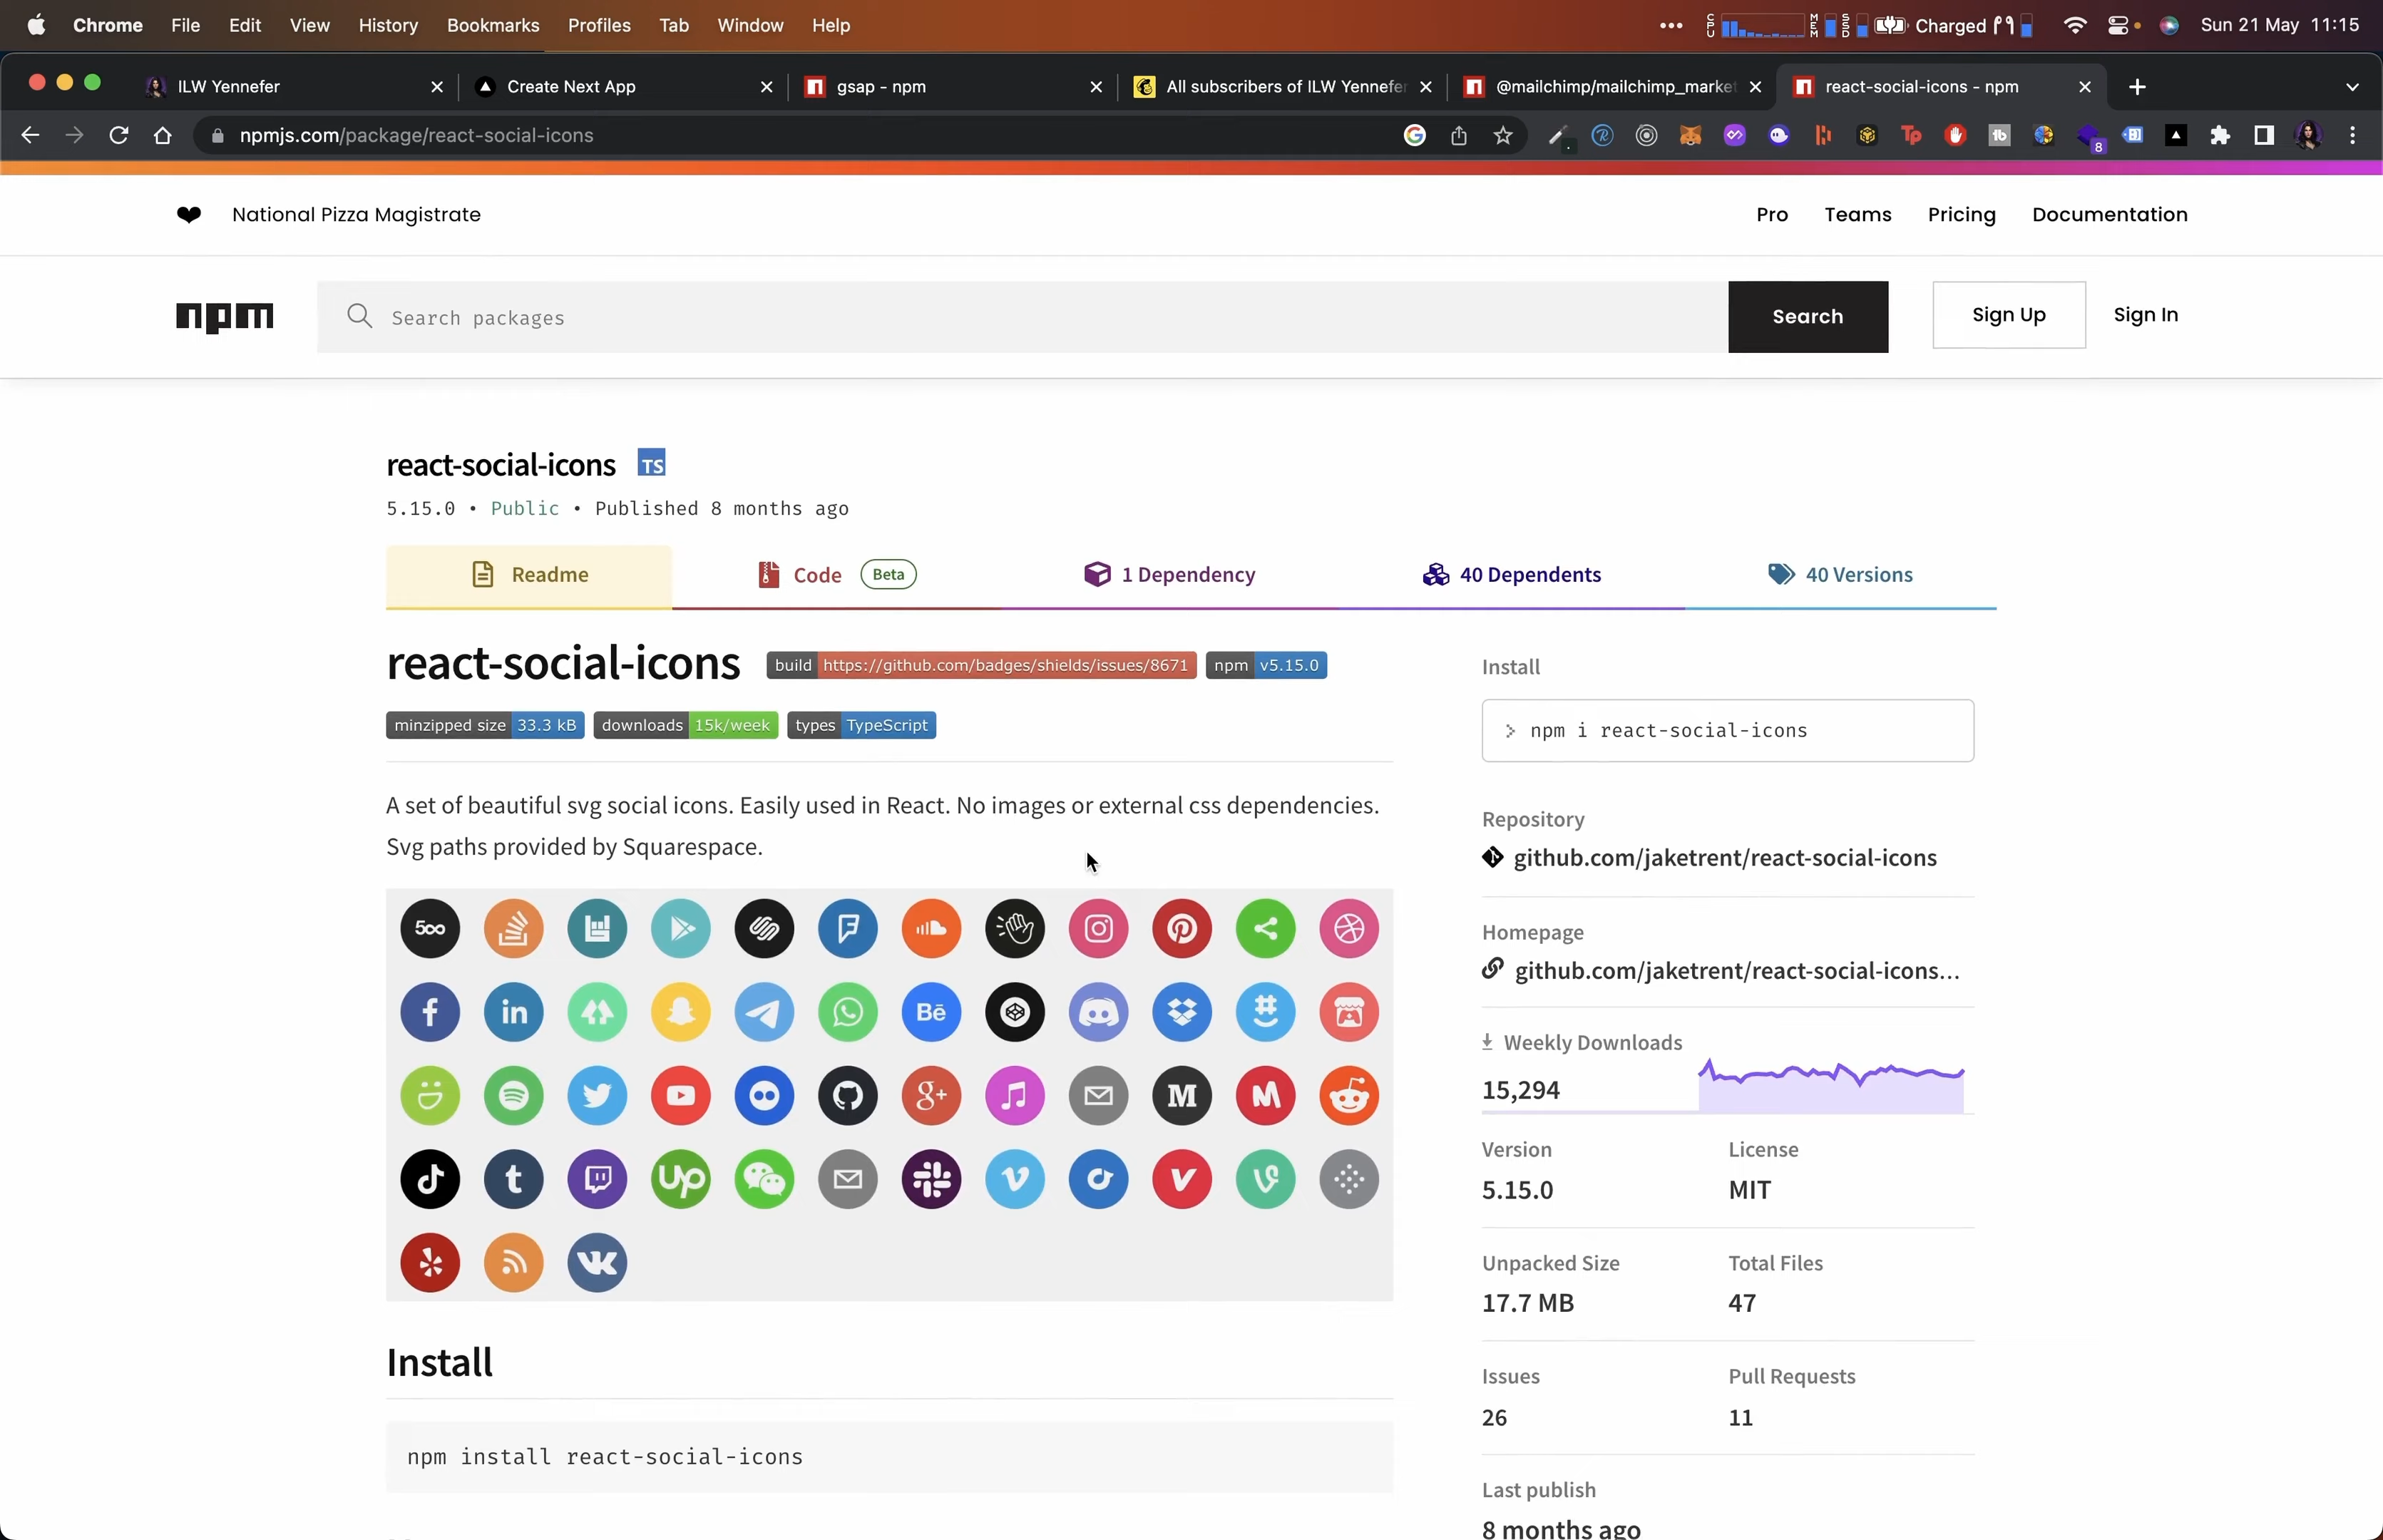 Chrome File Edit View History Bookmarks Profiles Tab Window Help
CPU MEM SSD Charged Sun 21 May 11:15
ILW Yennefer
Create Next App
gsap - npm
All subscribers of ILW Yennefer
@mailchimp/mailchimp_market
react-social-icons - npm
npmjs.com/package/react-social-icons
8
National Pizza Magistrate
Pro Teams Pricing Documentation
npm
Search packages
Search
Sign Up
Sign In
react-social-icons TS
5.15.0 • Public • Published 8 months ago
Readme
Code Beta
1 Dependency
40 Dependents
40 Versions
react-social-icons
build https://github.com/badges/shields/issues/8671
npm v5.15.0
minzipped size 33.3 kB
downloads 15k/week
types TypeScript
A set of beautiful svg social icons. Easily used in React. No images or external css dependencies.
Svg paths provided by Squarespace.
Install
npm install react-social-icons
Install
> npm i react-social-icons
Repository
github.com/jaketrent/react-social-icons
Homepage
github.com/jaketrent/react-social-icons...
Weekly Downloads
15,294
Version
5.15.0
License
MIT
Unpacked Size
17.7 MB
Total Files
47
Issues
26
Pull Requests
11
Last publish
8 months ago